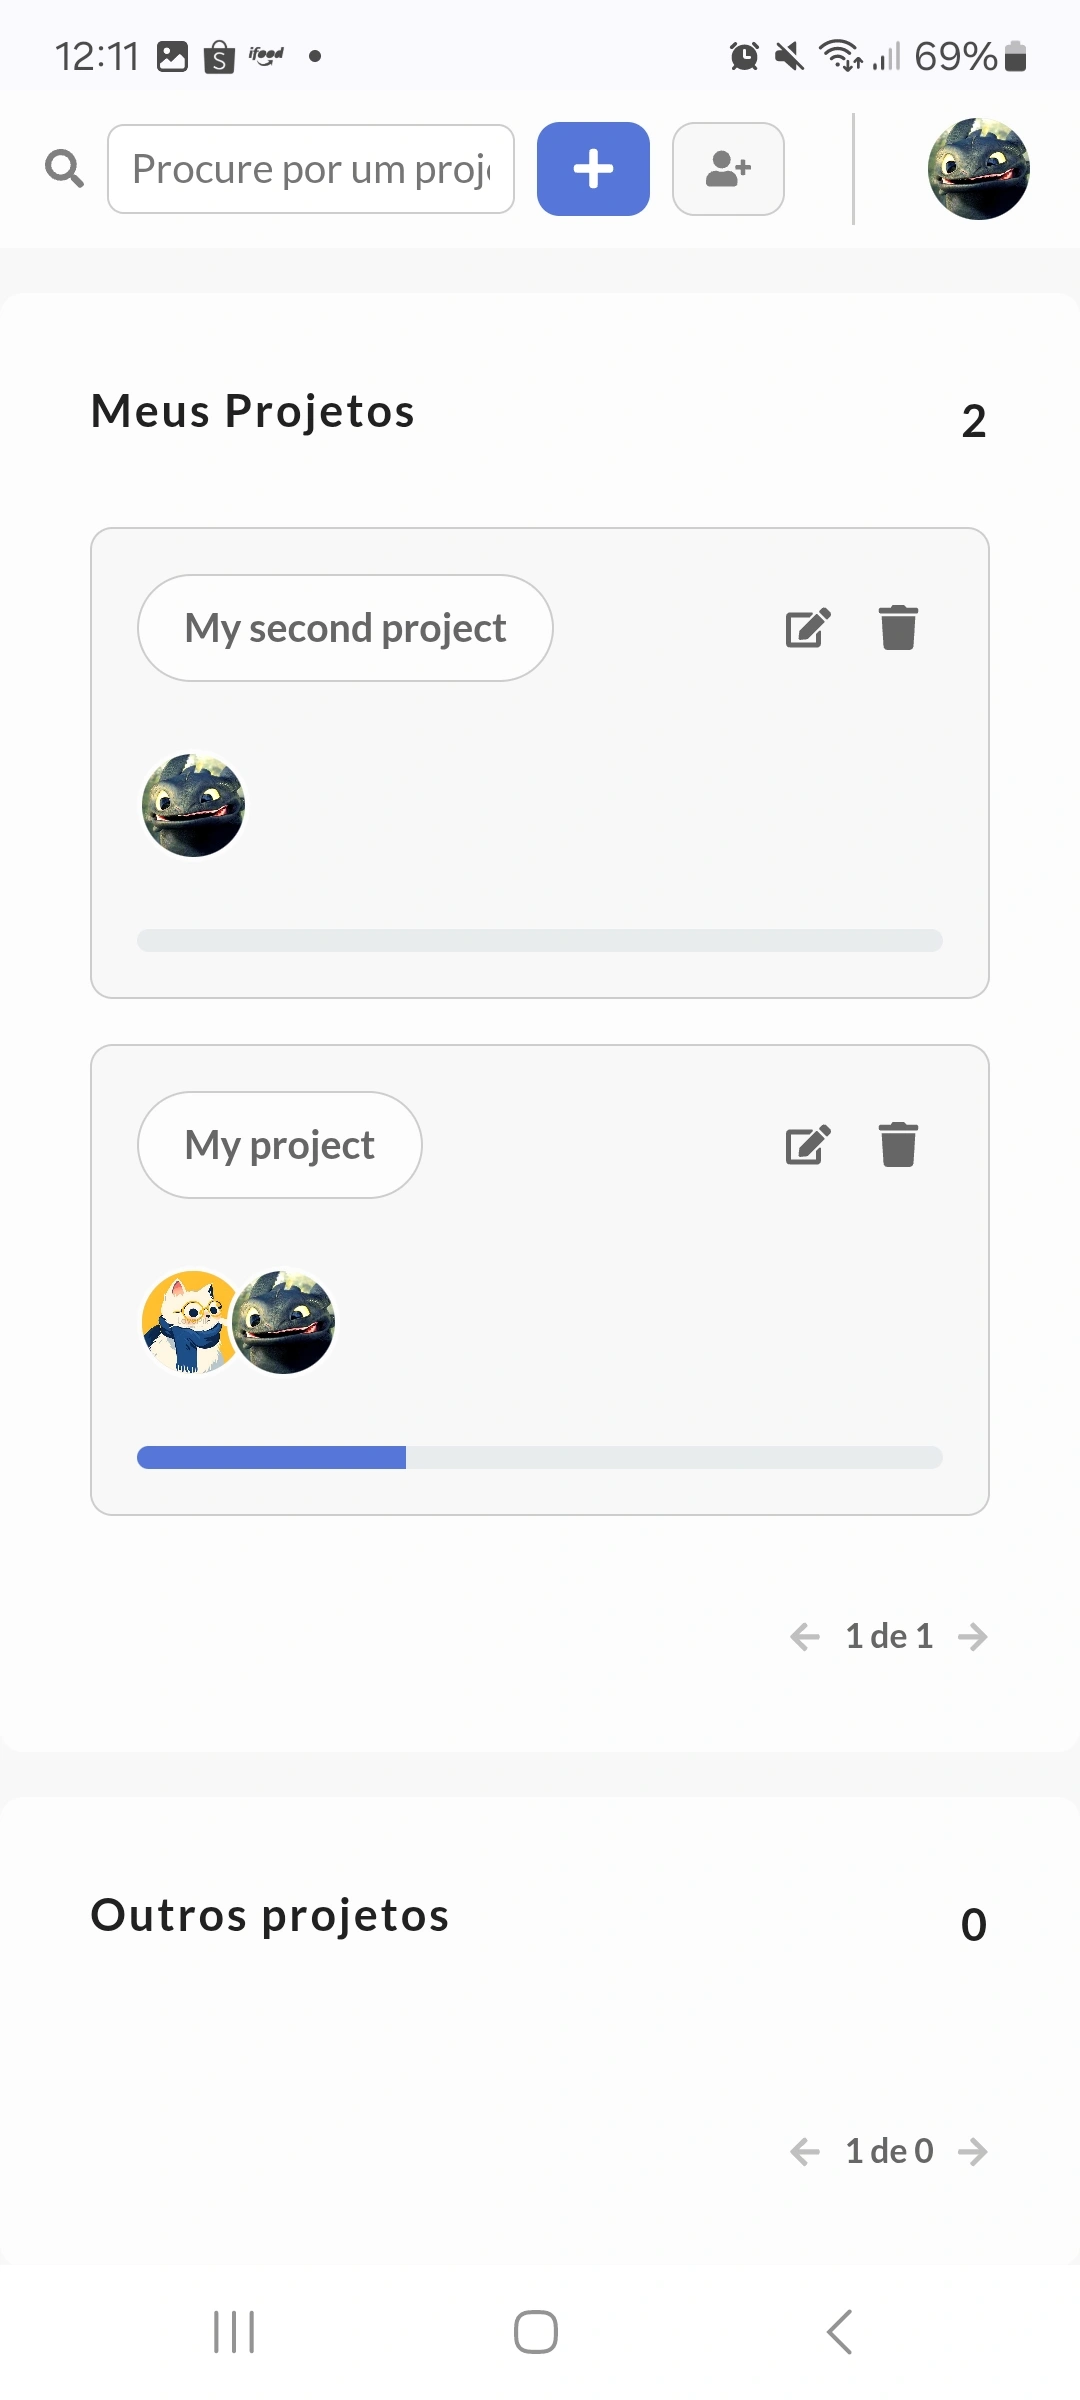 12:11 S ifood 69%
Procure por um proj
Meus Projetos 2
My second project
My project
1 de 1
Outros projetos 0
1 de 0